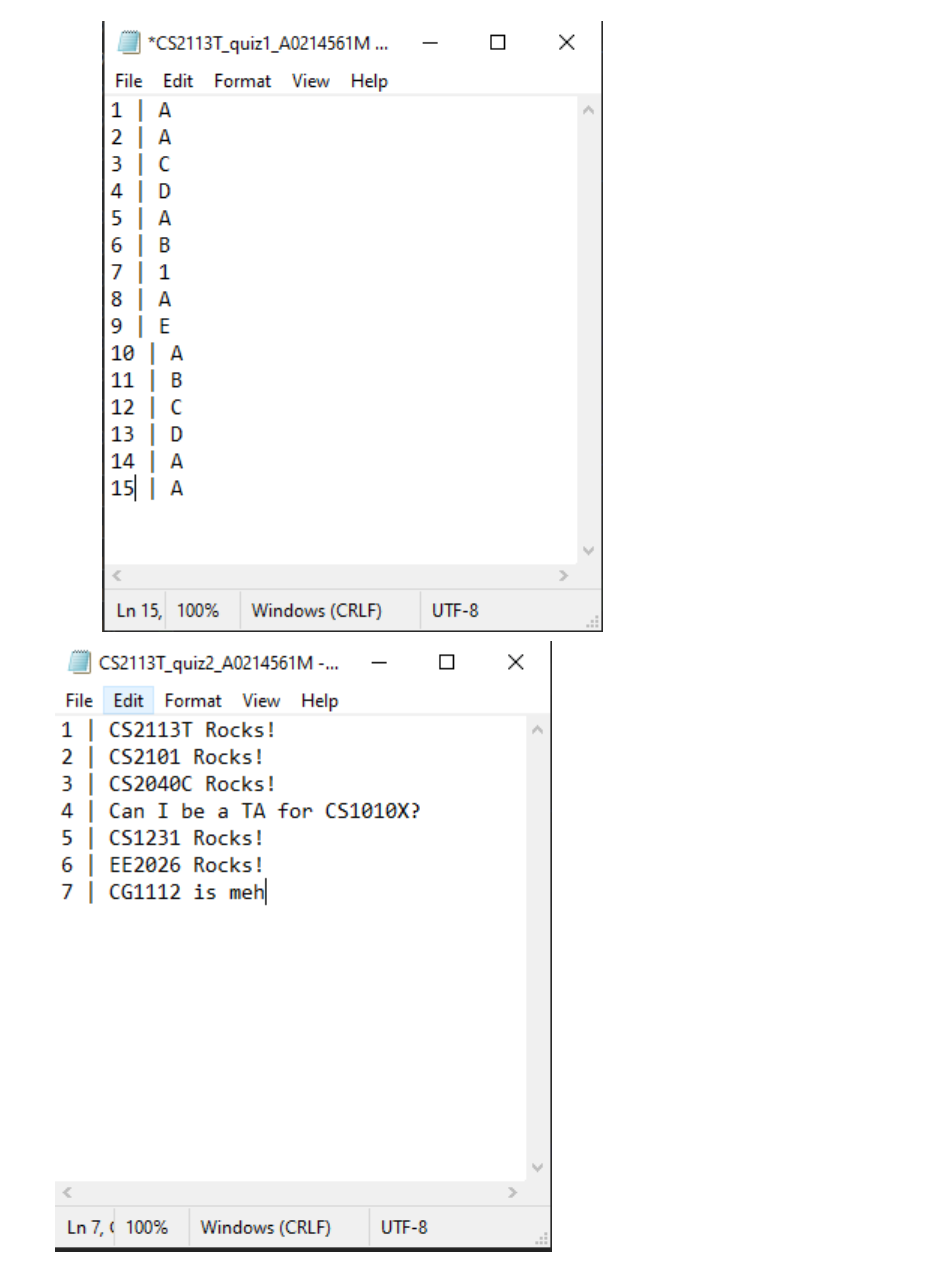 *CS2113T_quiz1_A0214561M ...
File Edit Format View Help
1 | A
2 | A
3 | C
4 | D
5 | A
6 | B
7 | 1
8 | A
9 | E
10 | A
11 | B
12 | C
13 | D
14 | A
15 | A
Ln 15, 100% Windows (CRLF) UTF-8
CS2113T_quiz2_A0214561M -...
File Edit Format View Help
1 | CS2113T Rocks!
2 | CS2101 Rocks!
3 | CS2040C Rocks!
4 | Can I be a TA for CS1010X?
5 | CS1231 Rocks!
6 | EE2026 Rocks!
7 | CG1112 is meh
Ln 7, 100% Windows (CRLF) UTF-8